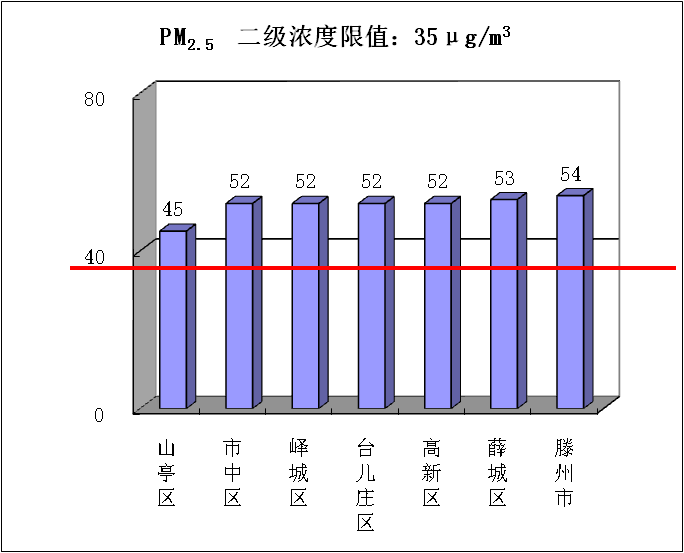 PM2.5 二级浓度限值：35μg/m³
80
40
0
45
52
52
52
52
53
54
山亭区
市中区
峄城区
台儿庄区
高新区
薛城区
滕州市